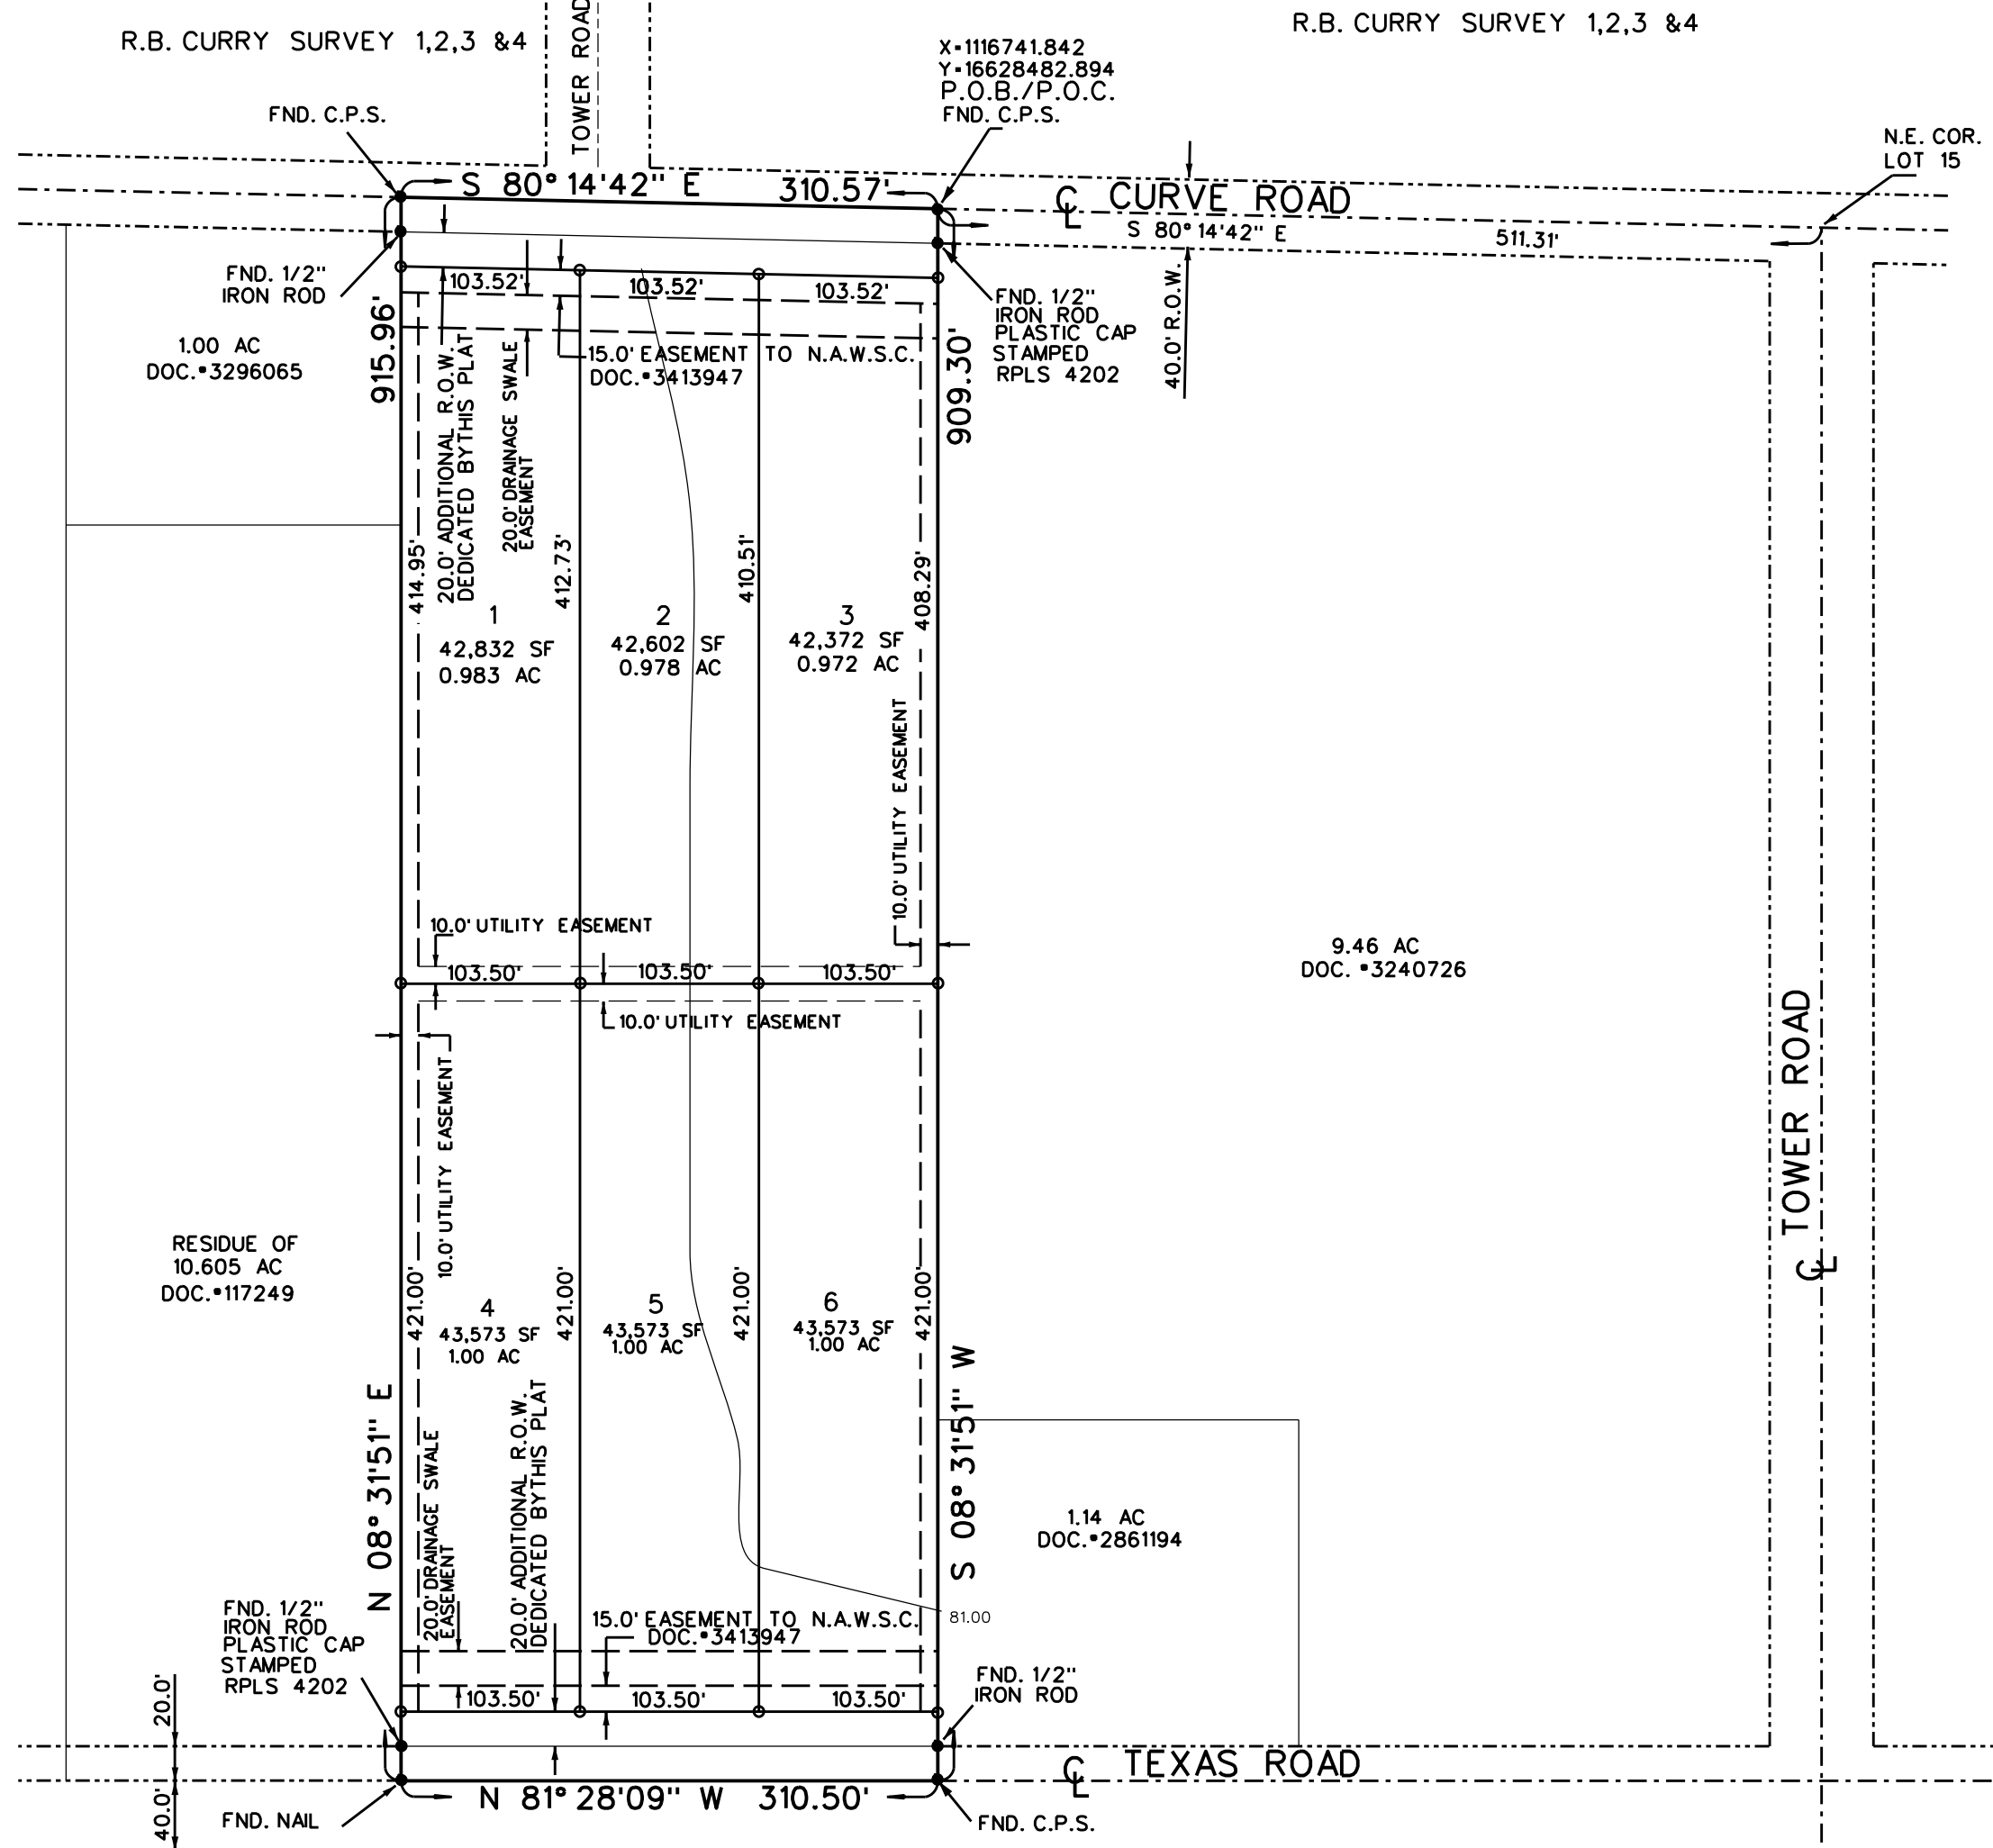 R.B. CURRY SURVEY 1,2,3 &4
TOWER ROAD
R.B. CURRY SURVEY 1,2,3 &4
X=1116741.842
Y=16628482.894
P.O.B./P.O.C.
FND. C.P.S.
FND. C.P.S.
N.E. COR.
LOT 15
S 80° 14'42" E 310.57'
CL CURVE ROAD
S 80° 14'42" E 511.31'
40.0' R.O.W.
FND. 1/2"
IRON ROD
103.52'
103.52'
103.52'
FND. 1/2"
IRON ROD
PLASTIC CAP
STAMPED
RPLS 4202
915.96'
909.30'
1.00 AC
DOC.#3296065
15.0' EASEMENT TO N.A.W.S.C.
DOC.#3413947
20.0' ADDITIONAL R.O.W.
DEDICATED BY THIS PLAT
20.0' DRAINAGE SWALE
EASEMENT
414.95'
412.73'
410.51'
408.29'
1
42,832 SF
0.983 AC
2
42,602 SF
0.978 AC
3
42,372 SF
0.972 AC
10.0' UTILITY EASEMENT
10.0' UTILITY EASEMENT
103.50'
103.50'
103.50'
10.0' UTILITY EASEMENT
9.46 AC
DOC. #3240726
TOWER ROAD
CL
10.0' UTILITY EASEMENT
RESIDUE OF
10.605 AC
DOC.#117249
421.00'
421.00'
421.00'
421.00'
4
43,573 SF
1.00 AC
5
43,573 SF
1.00 AC
6
43,573 SF
1.00 AC
N 08° 31'51" E
S 08° 31'51" W
20.0' DRAINAGE SWALE
EASEMENT
20.0' ADDITIONAL R.O.W.
DEDICATED BY THIS PLAT
1.14 AC
DOC.#2861194
15.0' EASEMENT TO N.A.W.S.C.
DOC.#3413947
81.00
FND. 1/2"
IRON ROD
PLASTIC CAP
STAMPED
RPLS 4202
103.50'
103.50'
103.50'
FND. 1/2"
IRON ROD
20.0'
40.0'
CL TEXAS ROAD
N 81° 28'09" W 310.50'
FND. NAIL
FND. C.P.S.